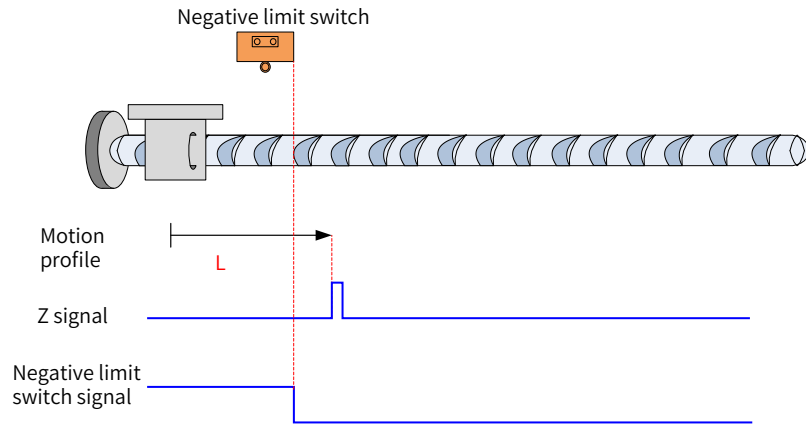 Negative limit switch
Motion
profile
L
Z signal
Negative limit
switch signal